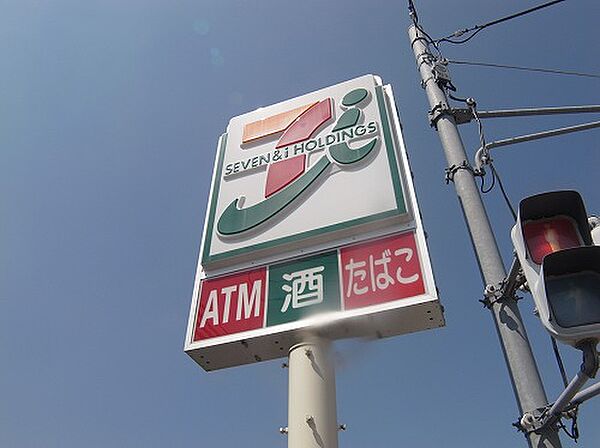 SEVEN & i HOLDINGS
ATM 酒 たばこ